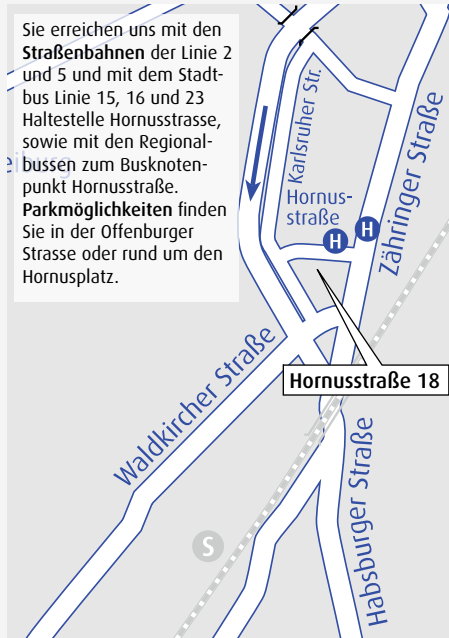 Sie erreichen uns mit den
Straßenbahnen der Linie 2
und 5 und mit dem Stadt-
bus Linie 15, 16 und 23
Haltestelle Hornusstrasse,
sowie mit den Regional-
bussen zum Busknoten-
punkt Hornusstraße.
Parkmöglichkeiten finden
Sie in der Offenburger
Strasse oder rund um den
Hornusplatz.
Karlsruher Str.
Hornus-
straße
H
H
Zähringer Straße
Hornusstraße 18
Waldkircher Straße
Habsburger Straße
S